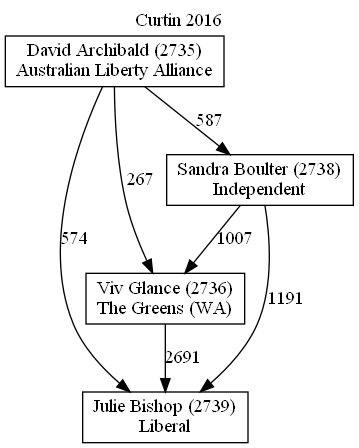 Curtin 2016
David Archibald (2735)
Australian Liberty Alliance
587
Sandra Boulter (2738)
Independent
267
574
1007
Viv Glance (2736)
The Greens (WA)
1191
2691
Julie Bishop (2739)
Liberal